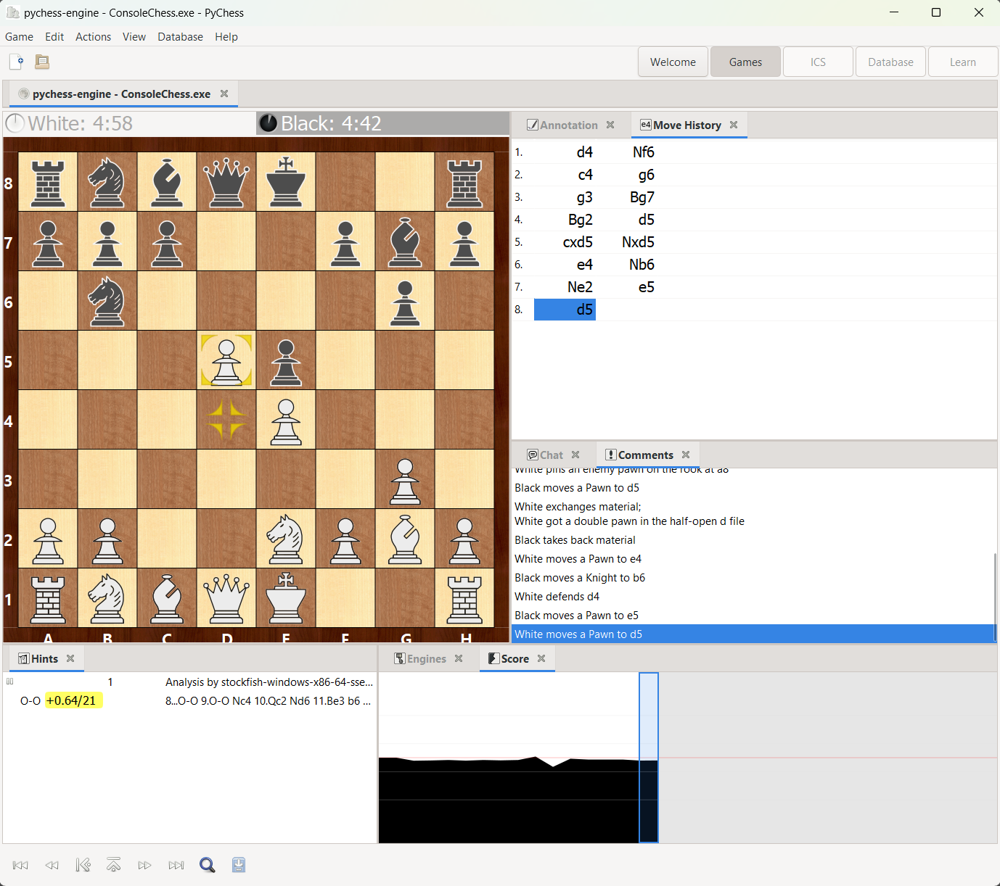 pychess-engine - ConsoleChess.exe - PyChess
Game Edit Actions View Database Help
Welcome Games ICS Database Learn
pychess-engine - ConsoleChess.exe
White: 4:58 Black: 4:42
8
7
6
5
4
3
2
1
A B C D E F G H
Annotation Move History
1. d4 Nf6
2. c4 g6
3. g3 Bg7
4. Bg2 d5
5. cxd5 Nxd5
6. e4 Nb6
7. Ne2 e5
8. d5
Chat Comments
White pins an enemy pawn on the rook at a8
Black moves a Pawn to d5
White exchanges material;
White got a double pawn in the half-open d file
Black takes back material
White moves a Pawn to e4
Black moves a Knight to b6
White defends d4
Black moves a Pawn to e5
White moves a Pawn to d5
Hints
1 Analysis by stockfish-windows-x86-64-sse...
O-O +0.64/21 8...O-O 9.O-O Nc4 10.Qc2 Nd6 11.Be3 b6 ...
Engines Score